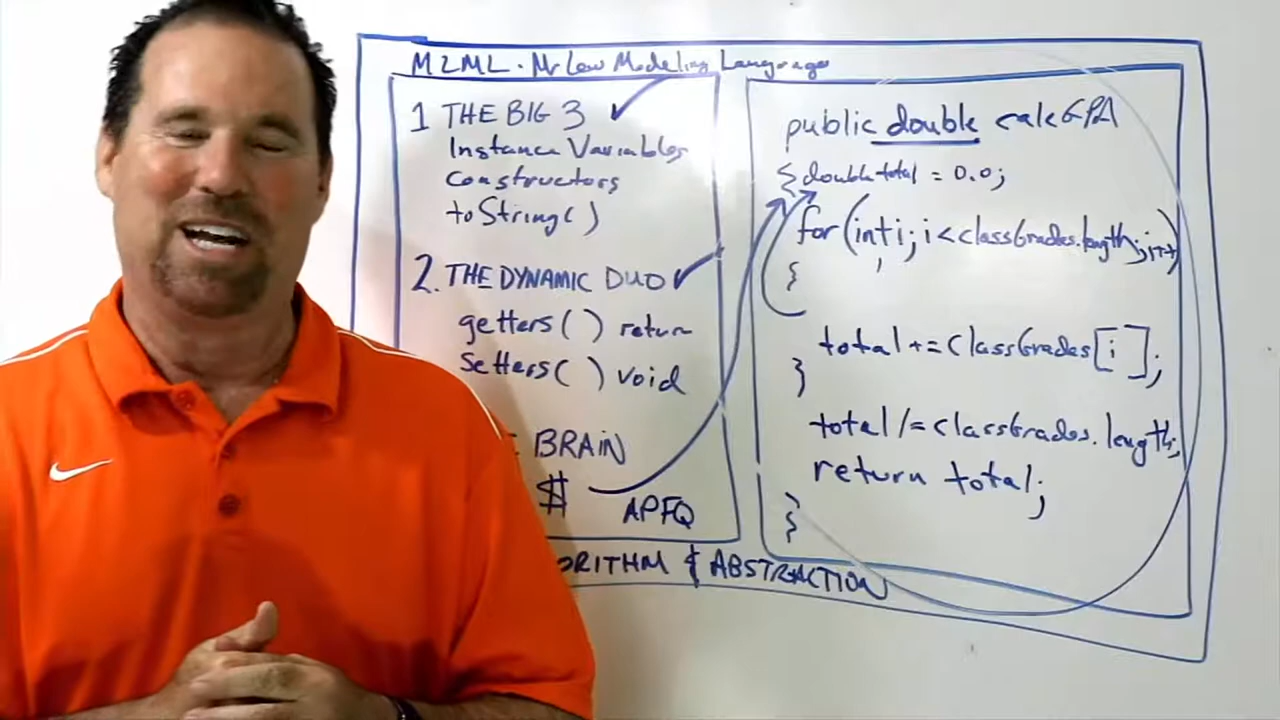 MLML. Mr Lew Modeling Language
1 THE BIG 3
Instance Variables
Constructors
toString()
2. THE DYNAMIC DUO
getters() return
Setters() void
BRAIN
# APFQ
ORITHM & ABSTRACTION
public double calcGPA
{double total = 0.0;
for(int i; i<classGrades.length; i++)
{
total += ClassGrades[i];
}
total /= classGrades.length;
return total;
}